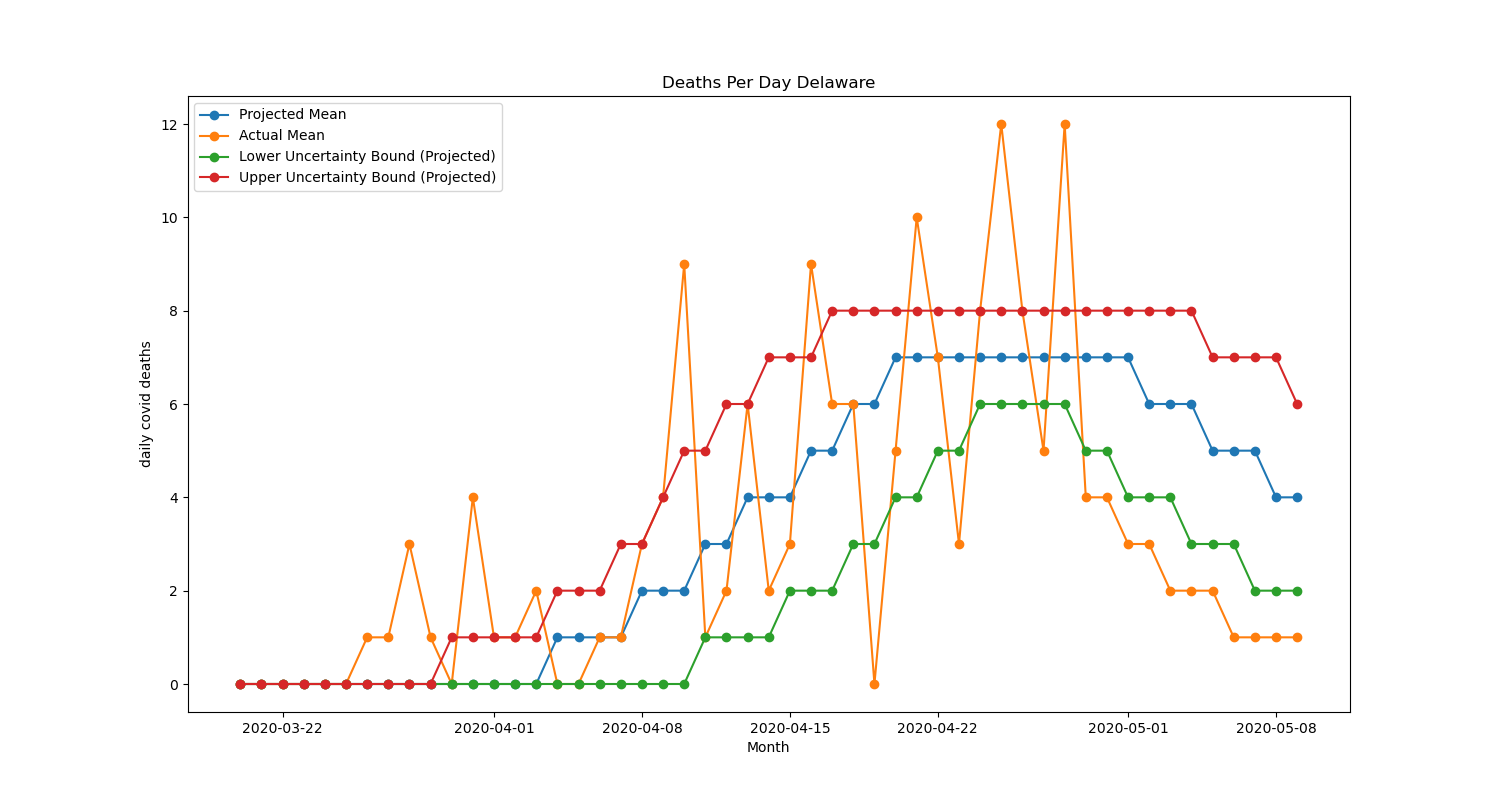 Deaths Per Day Delaware
Projected Mean
Actual Mean
Lower Uncertainty Bound (Projected)
Upper Uncertainty Bound (Projected)
12
10
8
6
4
2
0
daily covid deaths
2020-03-22 2020-04-01 2020-04-08 2020-04-15 2020-04-22 2020-05-01 2020-05-08
Month